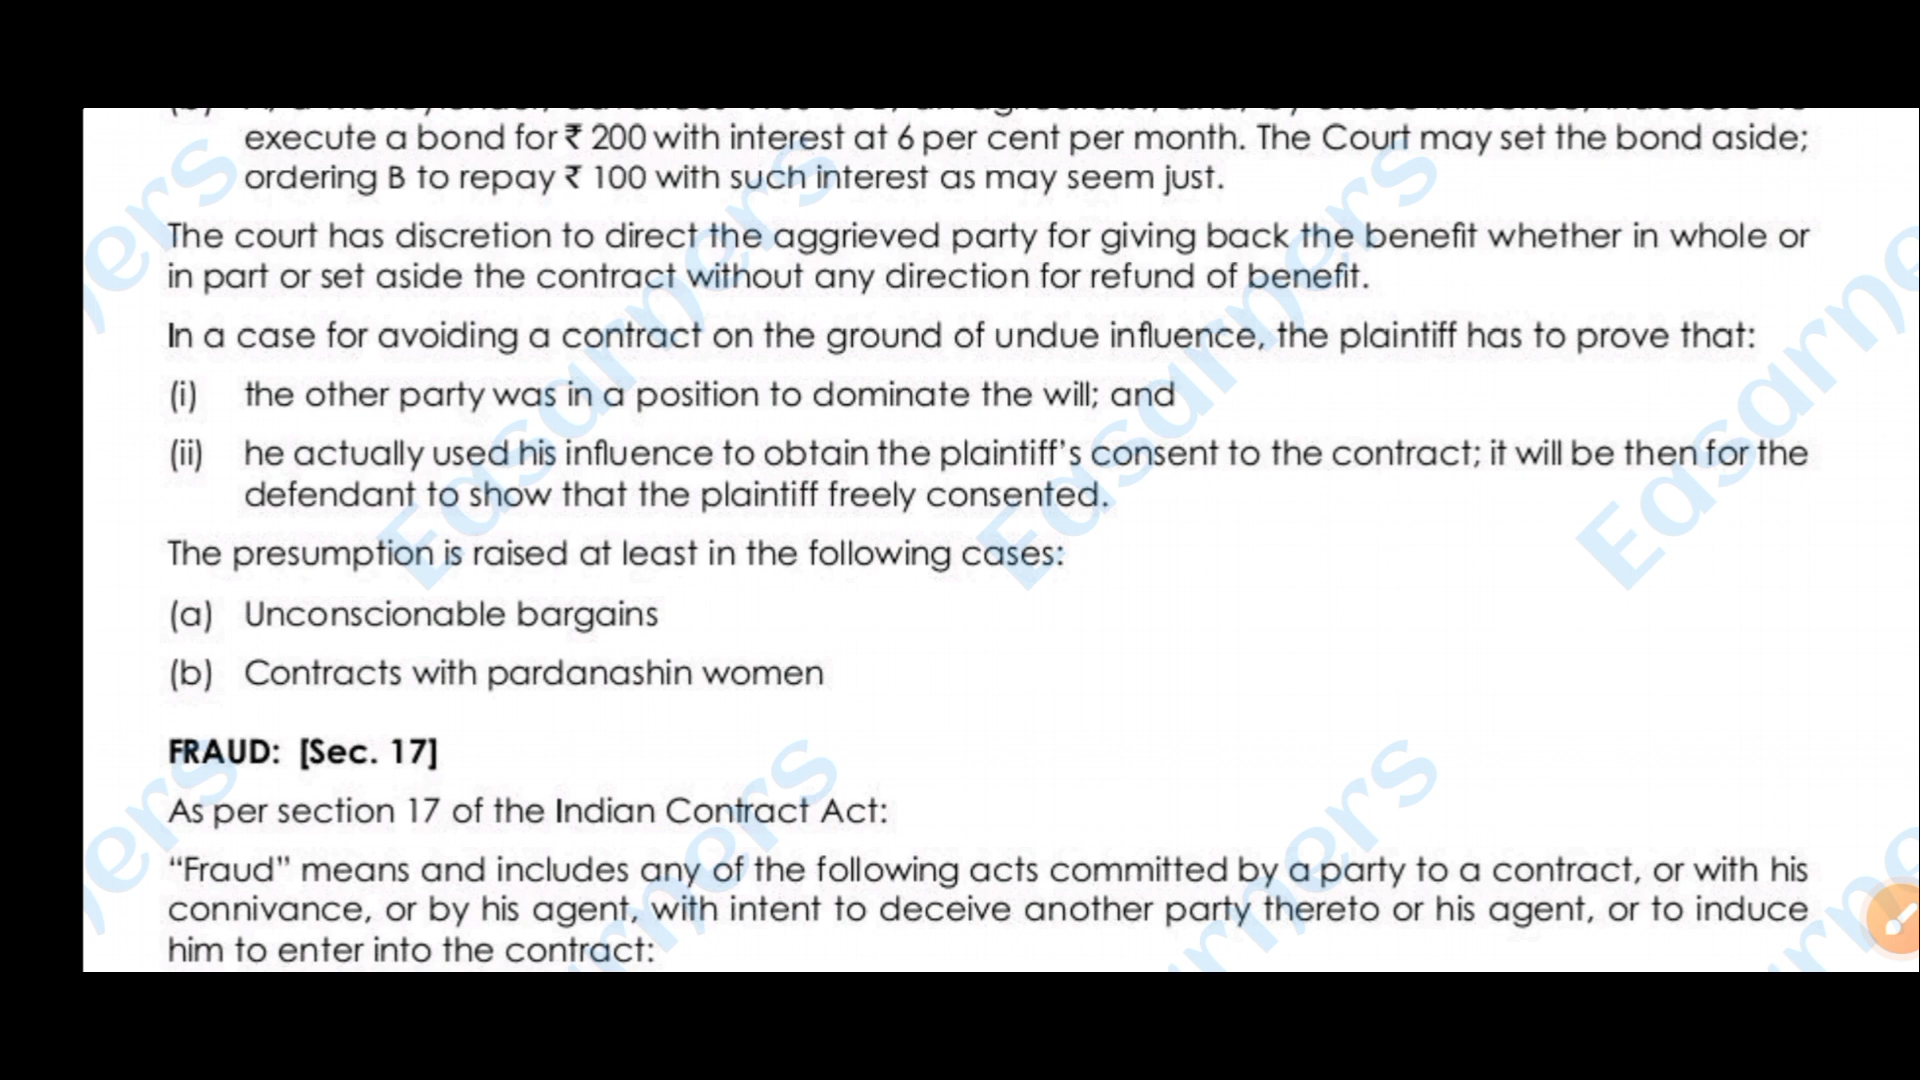 execute a bond for ₹ 200 with interest at 6 per cent per month. The Court may set the bond aside;
ordering B to repay ₹ 100 with such interest as may seem just.
The court has discretion to direct the aggrieved party for giving back the benefit whether in whole or
in part or set aside the contract without any direction for refund of benefit.
In a case for avoiding a contract on the ground of undue influence, the plaintiff has to prove that:
(i) the other party was in a position to dominate the will; and
(ii) he actually used his influence to obtain the plaintiff's consent to the contract; it will be then for the
defendant to show that the plaintiff freely consented.
The presumption is raised at least in the following cases:
(a) Unconscionable bargains
(b) Contracts with pardanashin women
FRAUD: [Sec. 17]
As per section 17 of the Indian Contract Act:
“Fraud” means and includes any of the following acts committed by a party to a contract, or with his
connivance, or by his agent, with intent to deceive another party thereto or his agent, or to induce
him to enter into the contract:
Easarners
Easarners